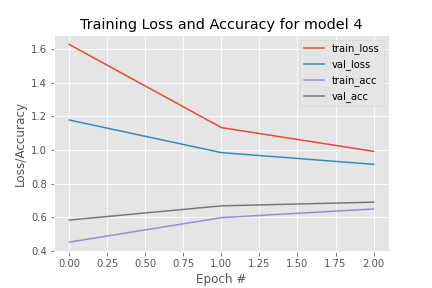 Training Loss and Accuracy for model 4
train_loss
val_loss
train_acc
val_acc
Loss/Accuracy
1.6
1.4
1.2
1.0
0.8
0.6
0.4
0.00 0.25 0.50 0.75 1.00 1.25 1.50 1.75 2.00
Epoch #